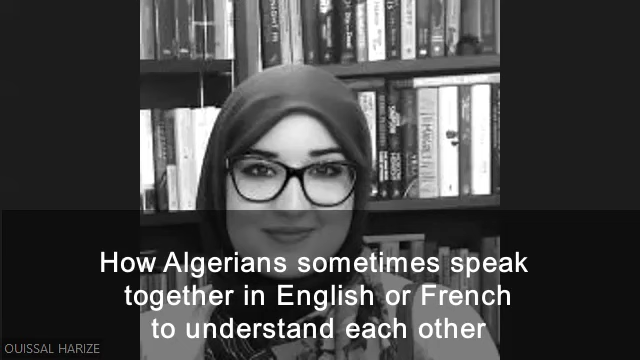 How Algerians sometimes speak
together in English or French
to understand each other
OUISSAL HARIZE